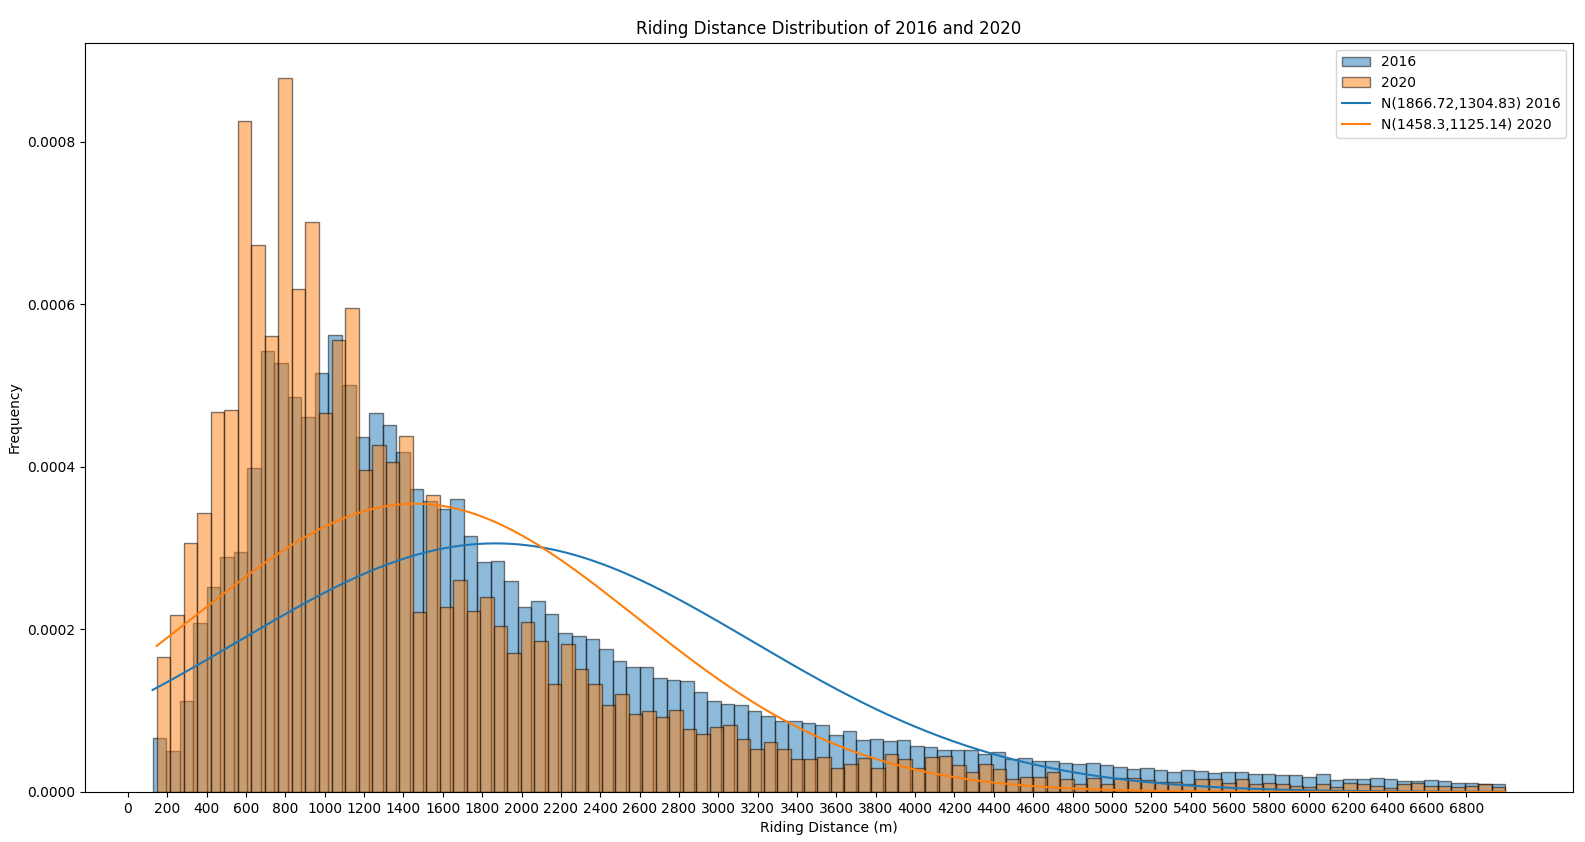 Riding Distance Distribution of 2016 and 2020
2016
2020
N(1866.72,1304.83) 2016
N(1458.3,1125.14) 2020
0.0008
0.0006
0.0004
0.0002
0.0000
Frequency
0 200 400 600 800 1000 1200 1400 1600 1800 2000 2200 2400 2600 2800 3000 3200 3400 3600 3800 4000 4200 4400 4600 4800 5000 5200 5400 5600 5800 6000 6200 6400 6600 6800
Riding Distance (m)